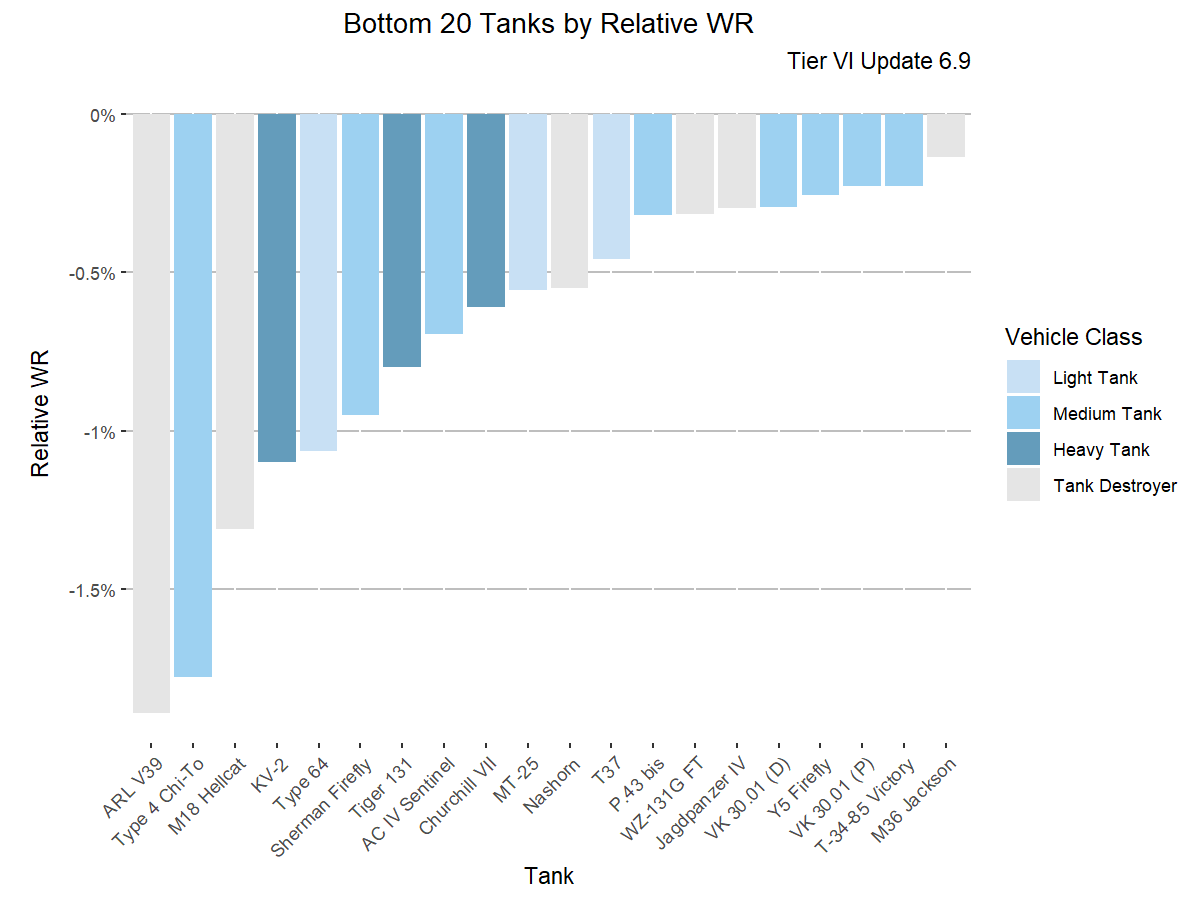 Bottom 20 Tanks by Relative WR
Tier VI Update 6.9
0%
-0.5%
-1%
-1.5%
Relative WR
ARL V39
Type 4 Chi-To
M18 Hellcat
KV-2
Type 64
Sherman Firefly
Tiger 131
AC IV Sentinel
Churchill VII
MT-25
Nashorn
T37
P.43 bis
WZ-131G FT
Jagdpanzer IV
VK 30.01 (D)
Y5 Firefly
VK 30.01 (P)
T-34-85 Victory
M36 Jackson
Tank
Vehicle Class
Light Tank
Medium Tank
Heavy Tank
Tank Destroyer